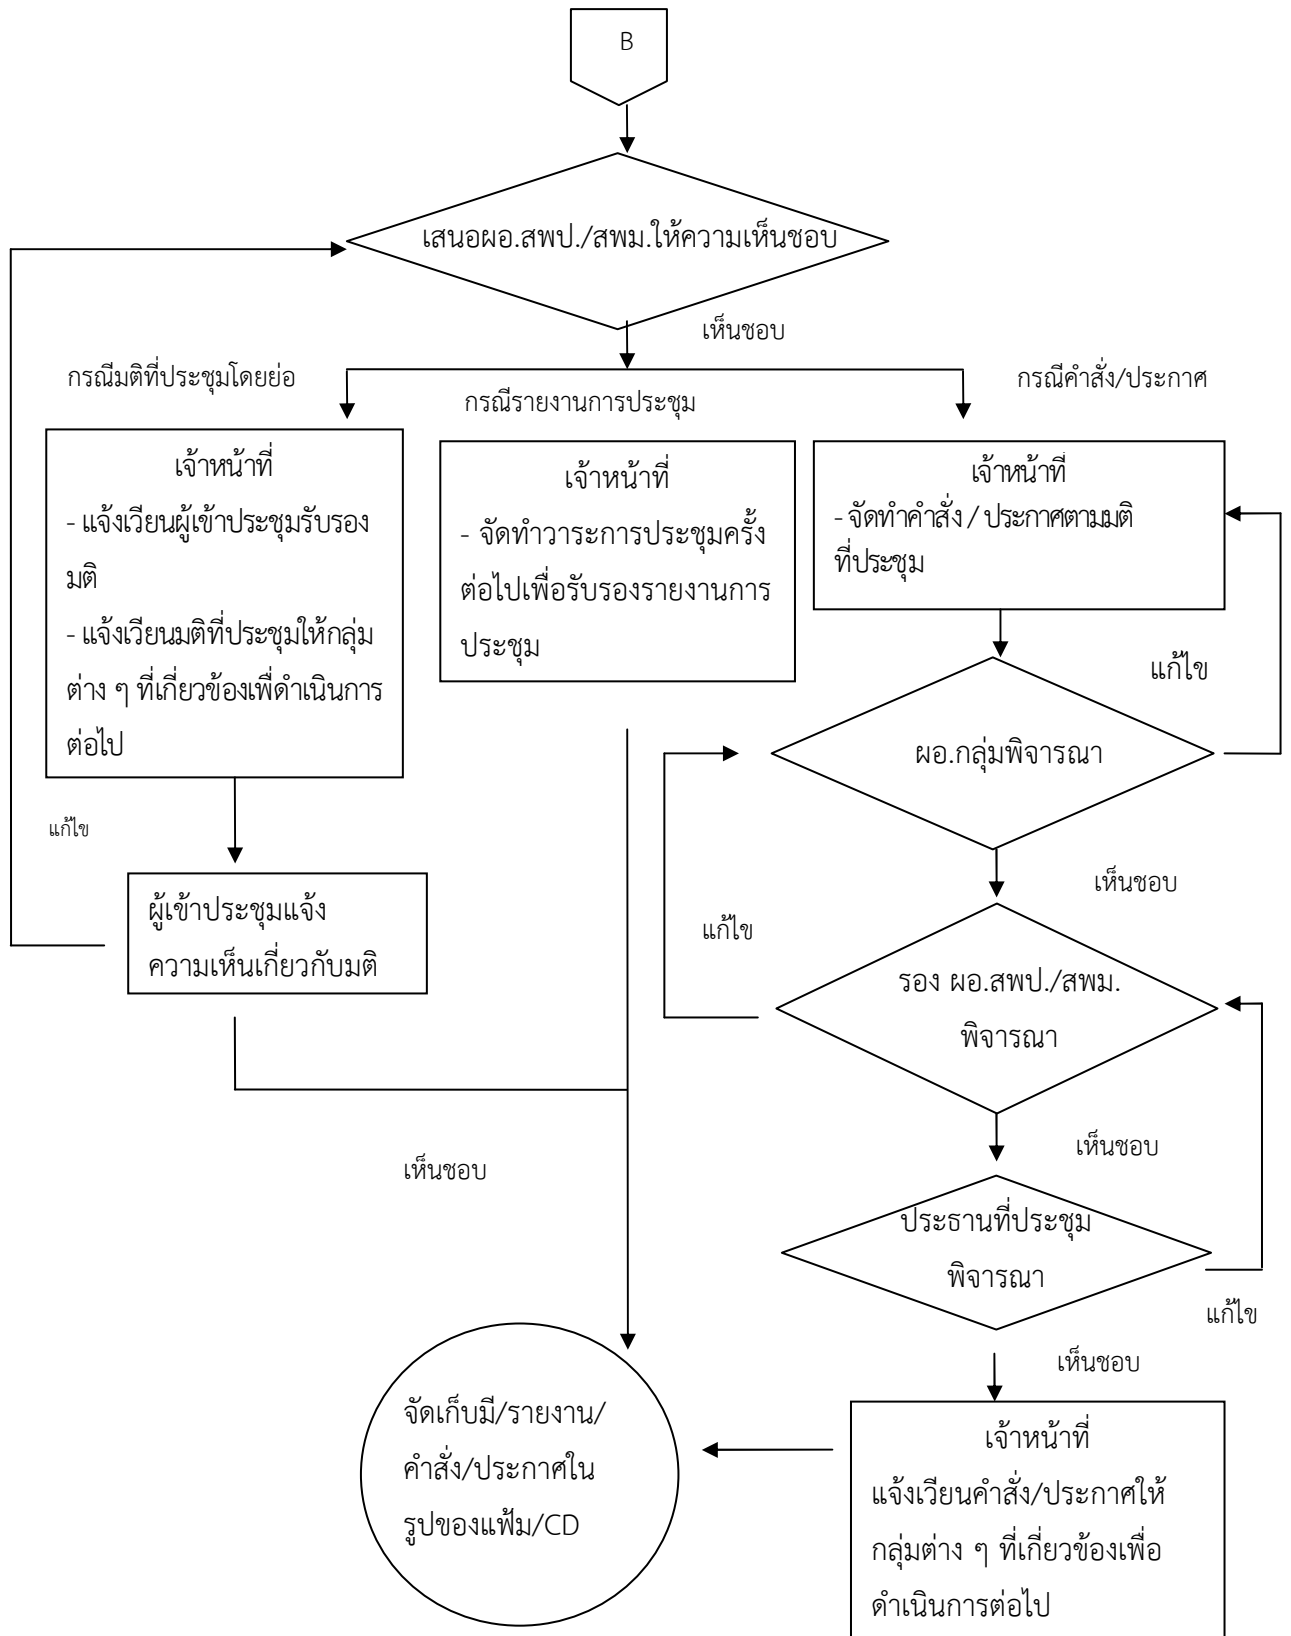 B
เสนอผอ.สพป./สพม.ให้ความเห็นชอบ
เห็นชอบ
กรณีมติที่ประชุมโดยย่อ
กรณีรายงานการประชุม
กรณีคำสั่ง/ประกาศ
เจ้าหน้าที่
- แจ้งเวียนผู้เข้าประชุมรับรอง
มติ
- แจ้งเวียนมติที่ประชุมให้กลุ่ม
ต่าง ๆ ที่เกี่ยวข้องเพื่ดำเนินการ
ต่อไป
เจ้าหน้าที่
- จัดทำวาระการประชุมครั้ง
ต่อไปเพื่อรับรองรายงานการ
ประชุม
เจ้าหน้าที่
- จัดทำคำสั่ง / ประกาศตามมติ
ที่ประชุม
แก้ไข
ผอ.กลุ่มพิจารณา
แก้ไข
ผู้เข้าประชุมแจ้ง
ความเห็นเกี่ยวกับมติ
เห็นชอบ
แก้ไข
รอง ผอ.สพป./สพม.
พิจารณา
เห็นชอบ
เห็นชอบ
ประธานที่ประชุม
พิจารณา
แก้ไข
เห็นชอบ
จัดเก็บมี/รายงาน/
คำสั่ง/ประกาศใน
รูปของแฟ้ม/CD
เจ้าหน้าที่
แจ้งเวียนคำสั่ง/ประกาศให้
กลุ่มต่าง ๆ ที่เกี่ยวข้องเพื่อ
ดำเนินการต่อไป